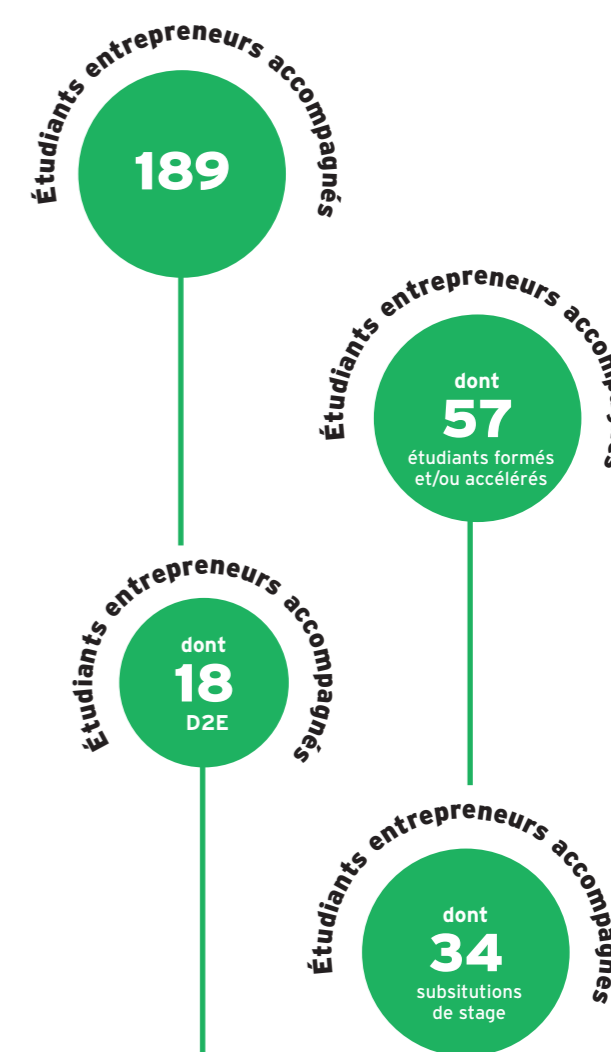 Étudiants entrepreneurs accompagnés
189
Étudiants entrepreneurs
dont
57
étudiants formés
et/ou accélérés
Étudiants entrepreneurs accompagnés
dont
18
D2E
Étudiants entrepreneurs accompagnés
dont
34
subsitutions
de stage